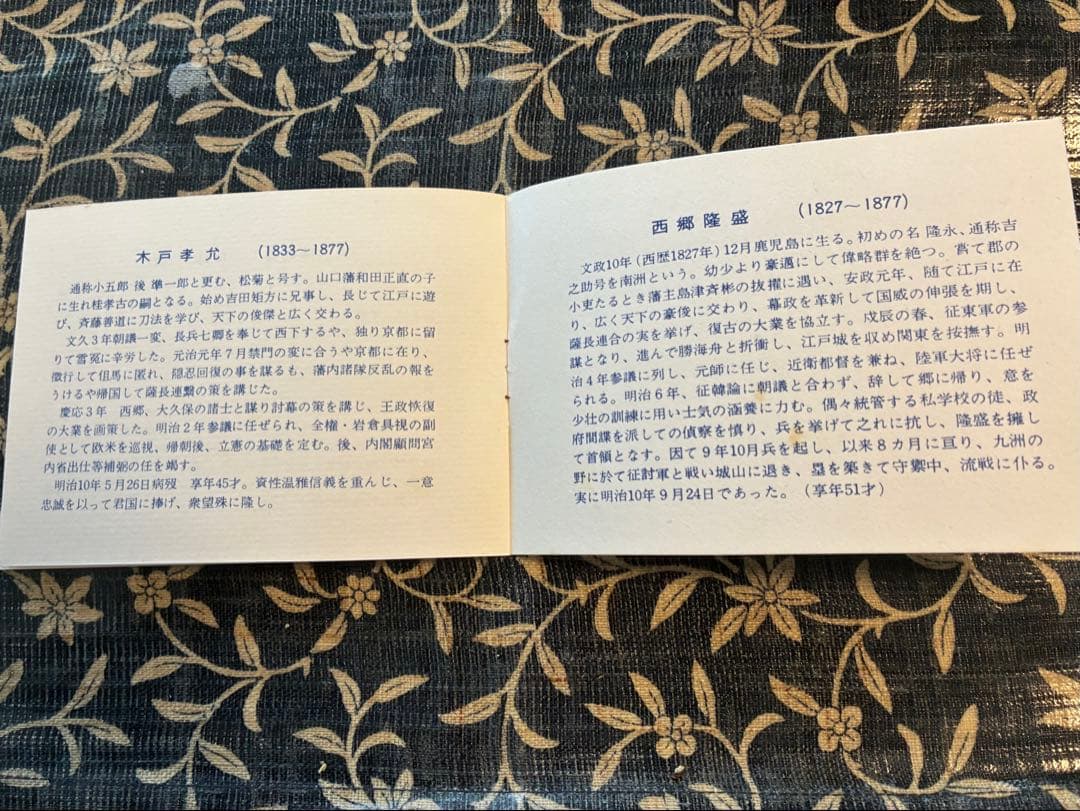 木戸孝允 (1833〜1877)
通称小五郎 後 準一郎と更む、松菊と号す。山口藩和田正直の子
に生れ桂孝古の嗣となる。始め吉田矩方に兄事し、長じて江戸に遊
び、斉藤善道に刀法を学び、天下の俊傑と広く交わる。
文久3年朝議一変、長兵七卿を奉じて西下するや、独り京都に留
りて雪冤に辛労した。元治元年7月禁門の変に合うや京都に在り、
微行して但馬に匿れ、隠忍回復の事を謀るも、藩内諸隊反乱の報を
うけるや帰国して薩長連繋の策を講じた。
慶応3年 西郷、大久保の諸士と謀り討幕の策を講じ、王政恢復
の大業を画策した。明治2年参議に任ぜられ、全権・岩倉具視の副
使として欧米を巡視、帰朝後、立憲の基礎を定む。後、内閣顧問宮
内省出仕等補弼の任を竭す。
明治10年5月26日病歿 享年45才。資性温雅信義を重んじ、一意
忠誠を以って君国に捧げ、衆望殊に隆し。
西郷隆盛 (1827〜1877)
文政10年(西歴1827年)12月鹿児島に生る。初めの名 隆永、通称吉
之助号を南洲という。幼少より豪邁にして偉略群を絶つ。嘗て郡の
小吏たるとき藩主島津斉彬の抜擢に遇い、安政元年、随て江戸に在
り、広く天下の豪俊に交わり、幕政を革新して国威の伸張を期し、
薩長連合の実を挙げ、復古の大業を協立す。戊辰の春、征東軍の参
謀となり、進んで勝海舟と折衝し、江戸城を収め関東を按撫す。明
治4年参議に列し、元師に任じ、近衛都督を兼ね、陸軍大将に任ぜ
られる。明治6年、征韓論に朝議と合わず、辞して郷に帰り、意を
少壮の訓練に用い士気の涵養に力む。偶々統管する私学校の徒、政
府間諜を派しての偵察を憤り、兵を挙げて之れに抗し、隆盛を擁し
て首領となす。因て9年10月兵を起し、以来8カ月に亘り、九洲の
野に於て征討軍と戦い城山に退き、塁を築きて守禦中、流戦に仆る。
実に明治10年9月24日であった。(享年51才)